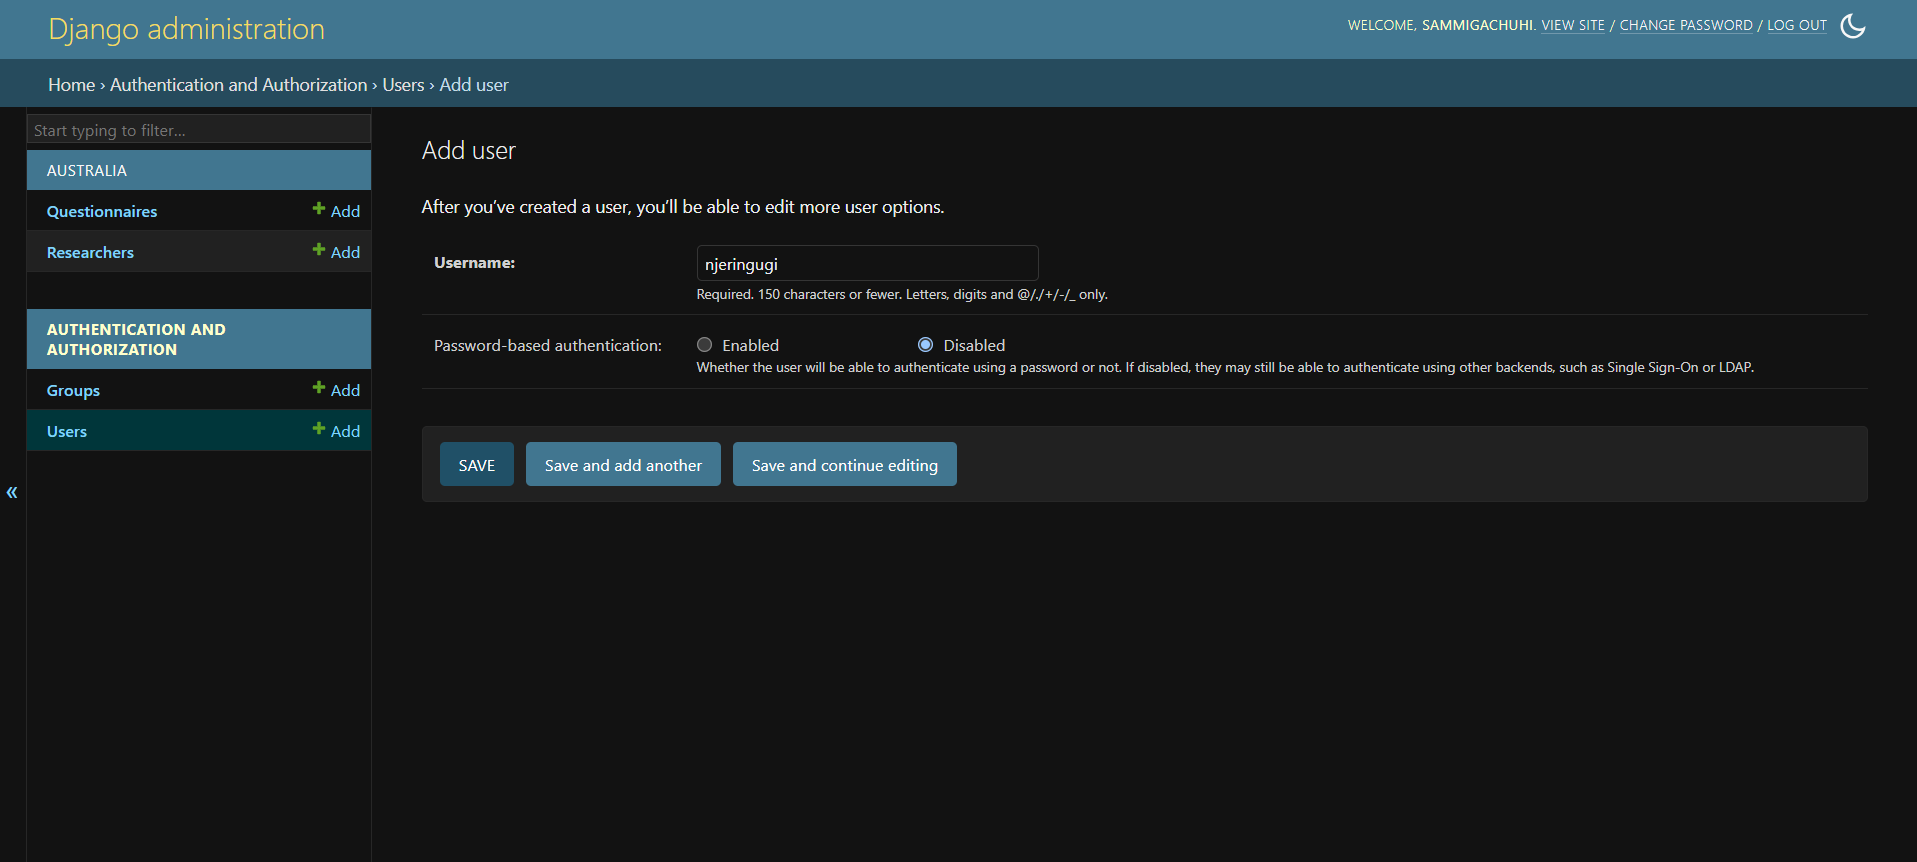 Django administration
WELCOME, SAMMIGACHUHI. VIEW SITE / CHANGE PASSWORD / LOG OUT
Home › Authentication and Authorization › Users › Add user
Start typing to filter...
AUSTRALIA
Questionnaires
Add
Researchers
Add
AUTHENTICATION AND
AUTHORIZATION
Groups
Add
Users
Add
«
Add user
After you’ve created a user, you’ll be able to edit more user options.
Username:
njeringugi
Required. 150 characters or fewer. Letters, digits and @/./+/-/_ only.
Password-based authentication:
Enabled
Disabled
Whether the user will be able to authenticate using a password or not. If disabled, they may still be able to authenticate using other backends, such as Single Sign-On or LDAP.
SAVE
Save and add another
Save and continue editing